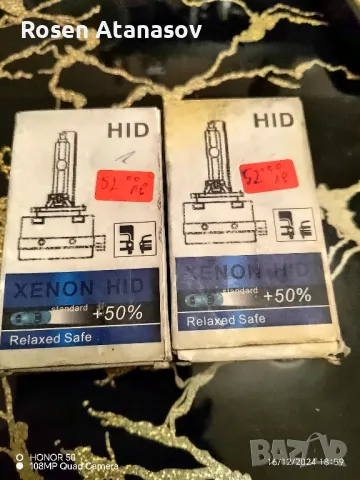 Rosen Atanasov
HID
52.00
лв
XENON HID
standard
+50%
Relaxed Safe
HID
52.00
лв
XENON HID
standard
+50%
Relaxed Safe
HONOR 50
108MP Quad Camera
16/12/2024 18:59
bazar